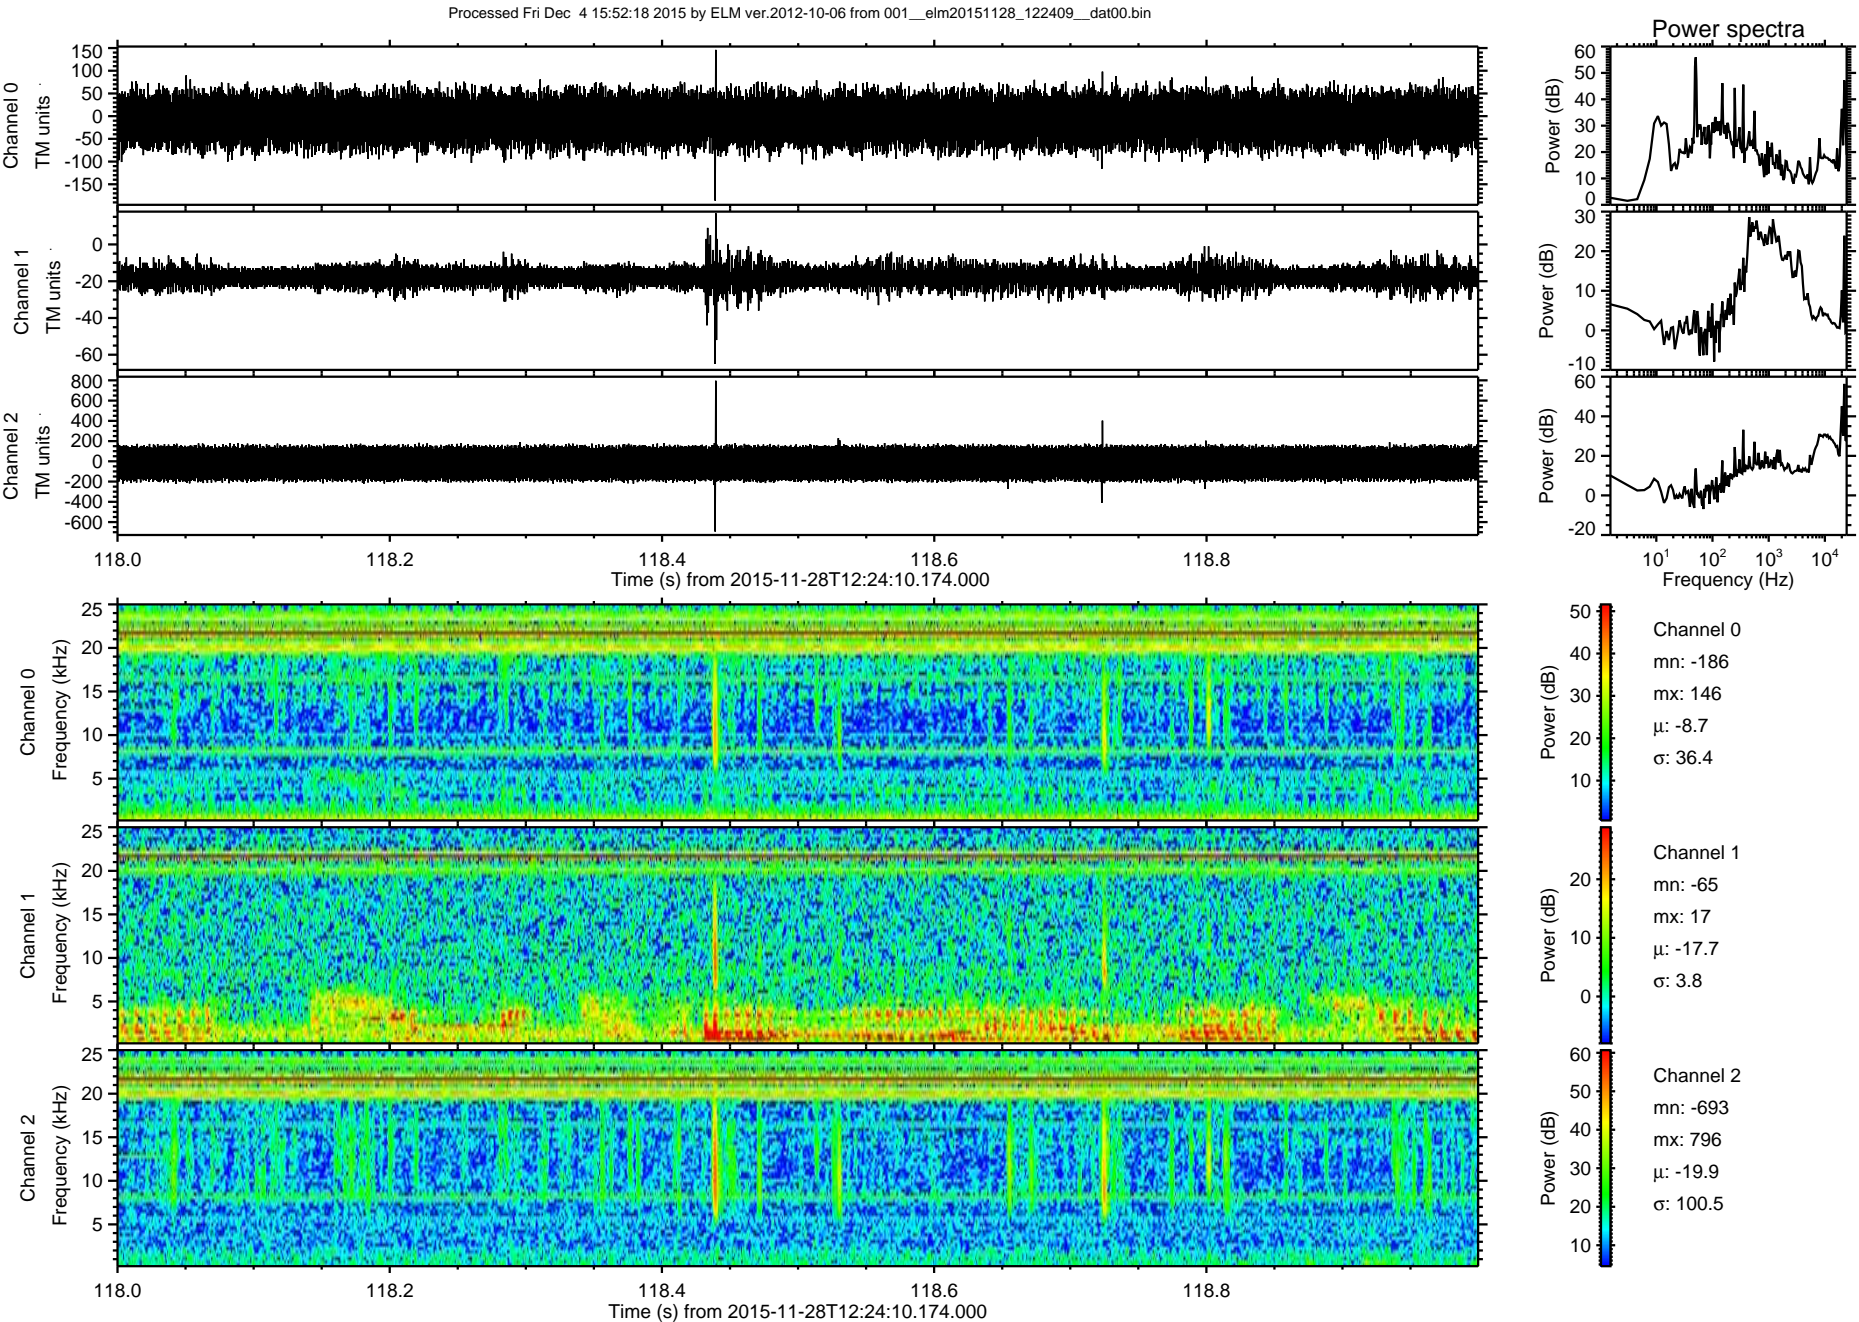 Processed Fri Dec  4 15:52:18 2015 by ELM ver.2012-10-06 from 001__elm20151128_122409__dat00.bin
Power spectra
Channel 0
TM units
150
100
50
0
-50
-100
-150
Power (dB)
60
50
40
30
20
10
0
Channel 1
TM units
0
-20
-40
-60
Power (dB)
30
20
10
0
-10
Channel 2
TM units
800
600
400
200
0
-200
-400
-600
Power (dB)
60
40
20
0
-20
118.0 118.2 118.4 118.6 118.8
Time (s) from 2015-11-28T12:24:10.174.000
10^1 10^2 10^3 10^4
Frequency (Hz)
Channel 0
Frequency (kHz)
25
20
15
10
5
Power (dB)
50
40
30
20
10
Channel 0
mn: -186
mx: 146
μ: -8.7
σ: 36.4
Channel 1
Frequency (kHz)
25
20
15
10
5
Power (dB)
20
10
0
Channel 1
mn: -65
mx: 17
μ: -17.7
σ: 3.8
Channel 2
Frequency (kHz)
25
20
15
10
5
Power (dB)
60
50
40
30
20
10
Channel 2
mn: -693
mx: 796
μ: -19.9
σ: 100.5
118.0 118.2 118.4 118.6 118.8
Time (s) from 2015-11-28T12:24:10.174.000